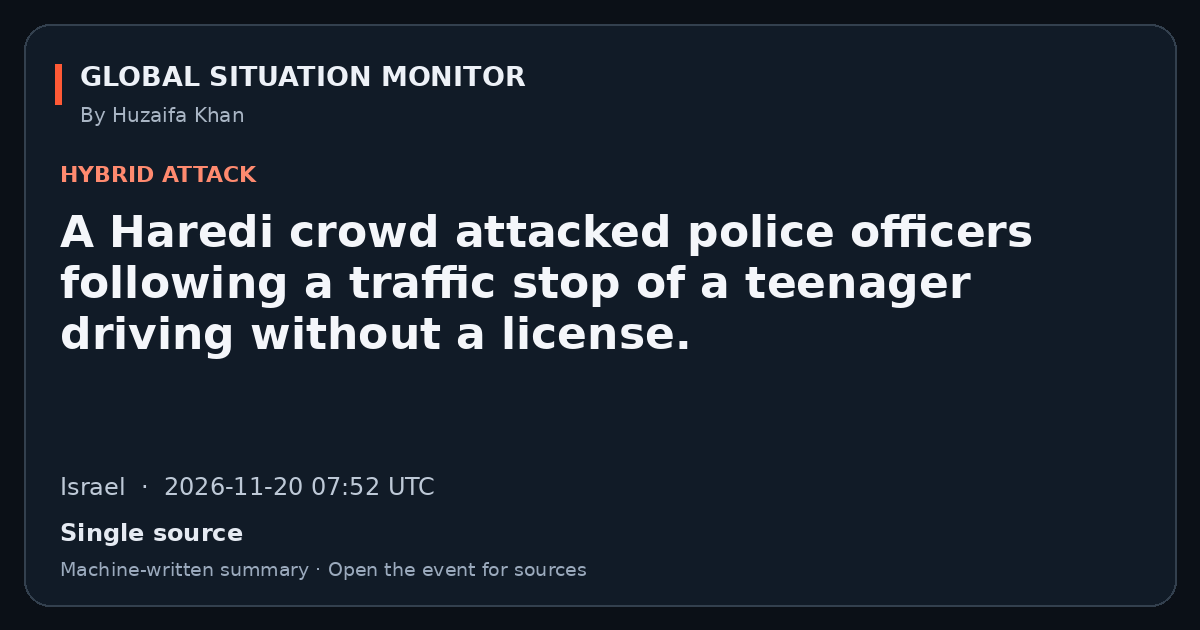 GLOBAL SITUATION MONITOR
By Huzaifa Khan
HYBRID ATTACK
A Haredi crowd attacked police officers
following a traffic stop of a teenager
driving without a license.
Israel · 2026-11-20 07:52 UTC
Single source
Machine-written summary · Open the event for sources